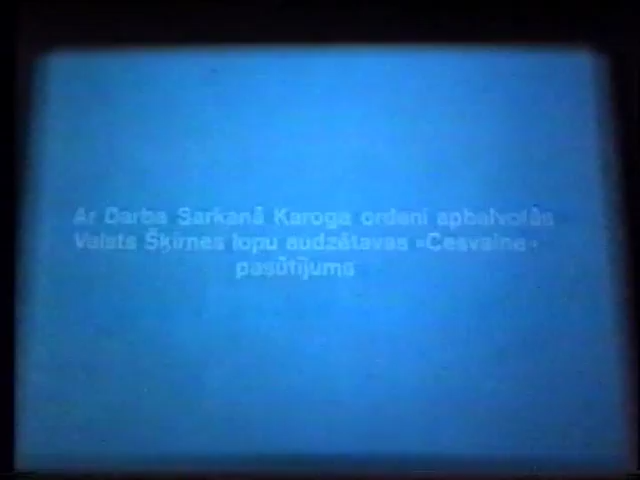 Ar Darba Sarkanā Karoga ordeni apbalvotās
Valsts Šķirnes lopu audzētavas «Cesvaine»
pasūtījums